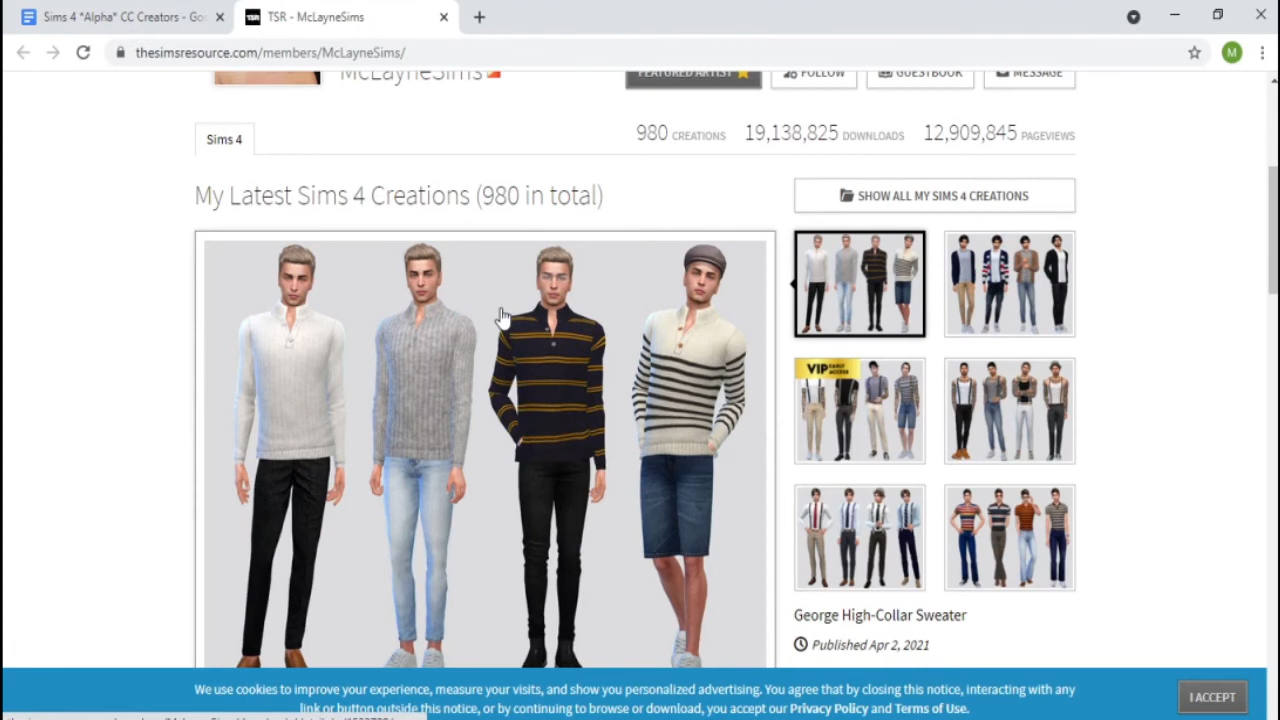 Sims 4 *Alpha* CC Creators - Go
TSR - McLayneSims
thesimsresource.com/members/McLayneSims/
M
McLayneSims
FEATURED ARTIST
FOLLOW
GUESTBOOK
MESSAGE
Sims 4
980 CREATIONS 19,138,825 DOWNLOADS 12,909,845 PAGEVIEWS
My Latest Sims 4 Creations (980 in total)
SHOW ALL MY SIMS 4 CREATIONS
VIP EARLY ACCESS
George High-Collar Sweater
Published Apr 2, 2021
We use cookies to improve your experience, measure your visits, and show you personalized advertising. You agree that by closing this notice, interacting with any
link or button outside this notice, or by continuing to browse or download, you accept our Privacy Policy and Terms of Use.
I ACCEPT